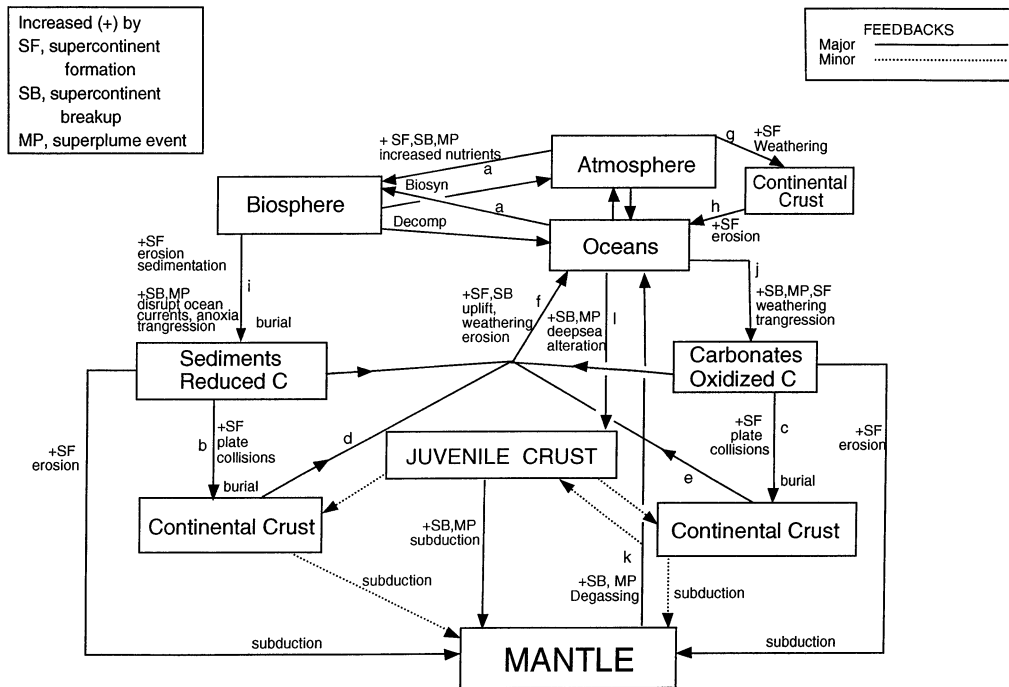 Increased (+) by
SF, supercontinent
formation
SB, supercontinent
breakup
MP, superplume event
FEEDBACKS
Major
Minor
+ SF,SB,MP
increased nutrients
a
Biosyn
a
Decomp
Biosphere
Atmosphere
g
+SF
Weathering
Continental
Crust
h
+SF
erosion
Oceans
+SF
erosion
sedimentation
i
+SB,MP
disrupt ocean
currents, anoxia
trangression
burial
+SF,SB
uplift,
weathering
erosion
f
+SB,MP
deepsea
alteration
l
j
+SB,MP,SF
weathering
trangression
Sediments
Reduced C
Carbonates
Oxidized C
+SF
erosion
b
+SF
plate
collisions
burial
d
JUVENILE CRUST
e
+SF
plate
collisions
c
burial
+SF
erosion
Continental Crust
Continental Crust
+SB,MP
subduction
k
+SB, MP
Degassing
subduction
subduction
subduction
subduction
MANTLE